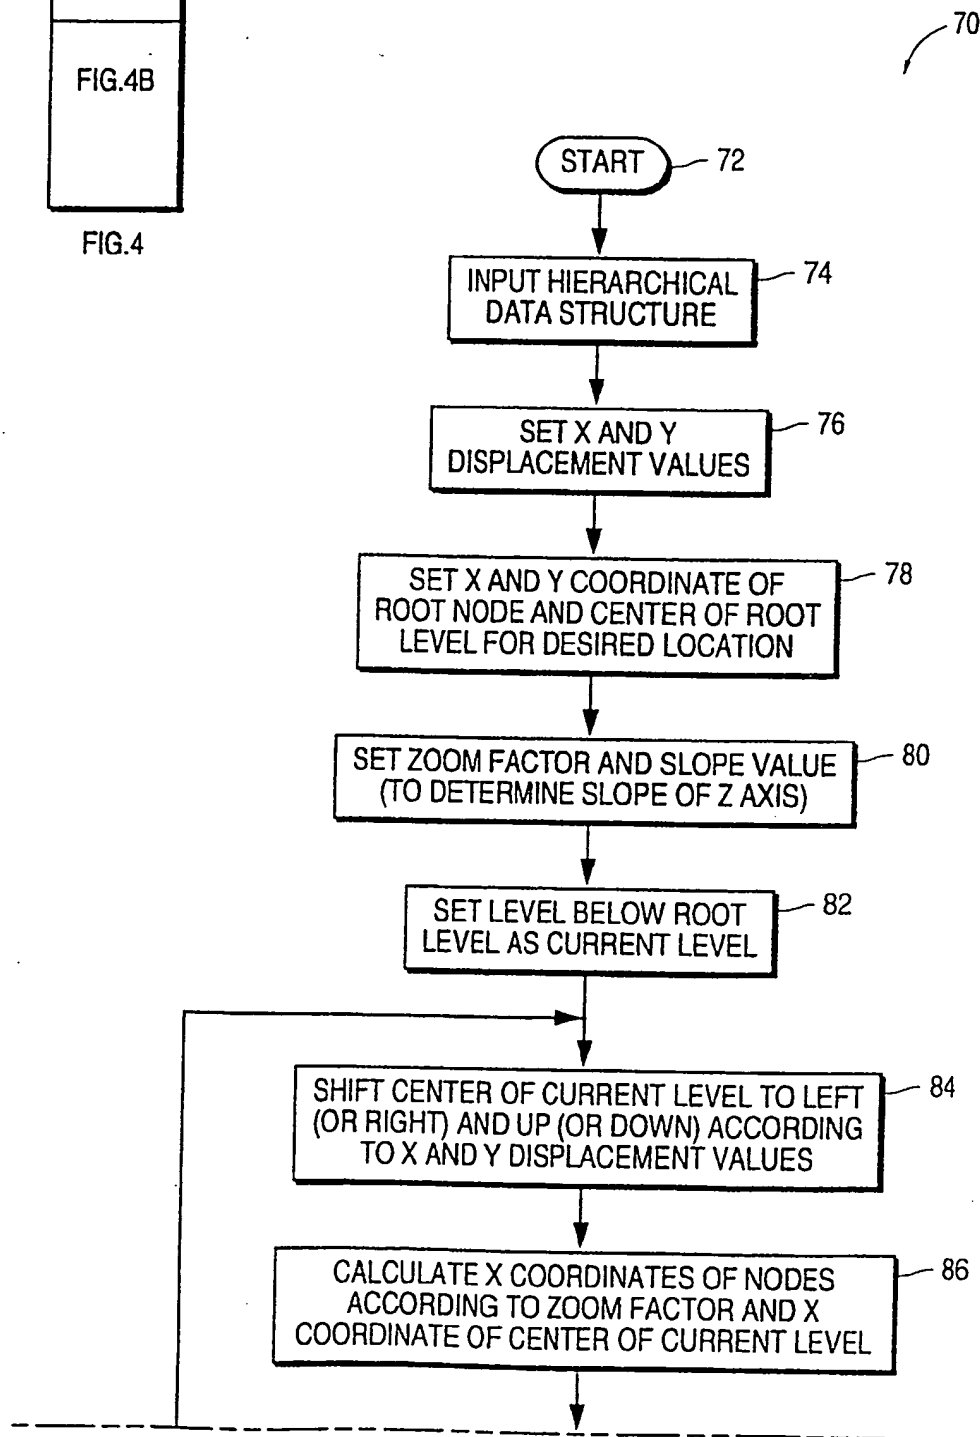 FIG.4B
FIG.4
70
START
72
INPUT HIERARCHICAL
DATA STRUCTURE
74
SET X AND Y
DISPLACEMENT VALUES
76
SET X AND Y COORDINATE OF
ROOT NODE AND CENTER OF ROOT
LEVEL FOR DESIRED LOCATION
78
SET ZOOM FACTOR AND SLOPE VALUE
(TO DETERMINE SLOPE OF Z AXIS)
80
SET LEVEL BELOW ROOT
LEVEL AS CURRENT LEVEL
82
SHIFT CENTER OF CURRENT LEVEL TO LEFT
(OR RIGHT) AND UP (OR DOWN) ACCORDING
TO X AND Y DISPLACEMENT VALUES
84
CALCULATE X COORDINATES OF NODES
ACCORDING TO ZOOM FACTOR AND X
COORDINATE OF CENTER OF CURRENT LEVEL
86